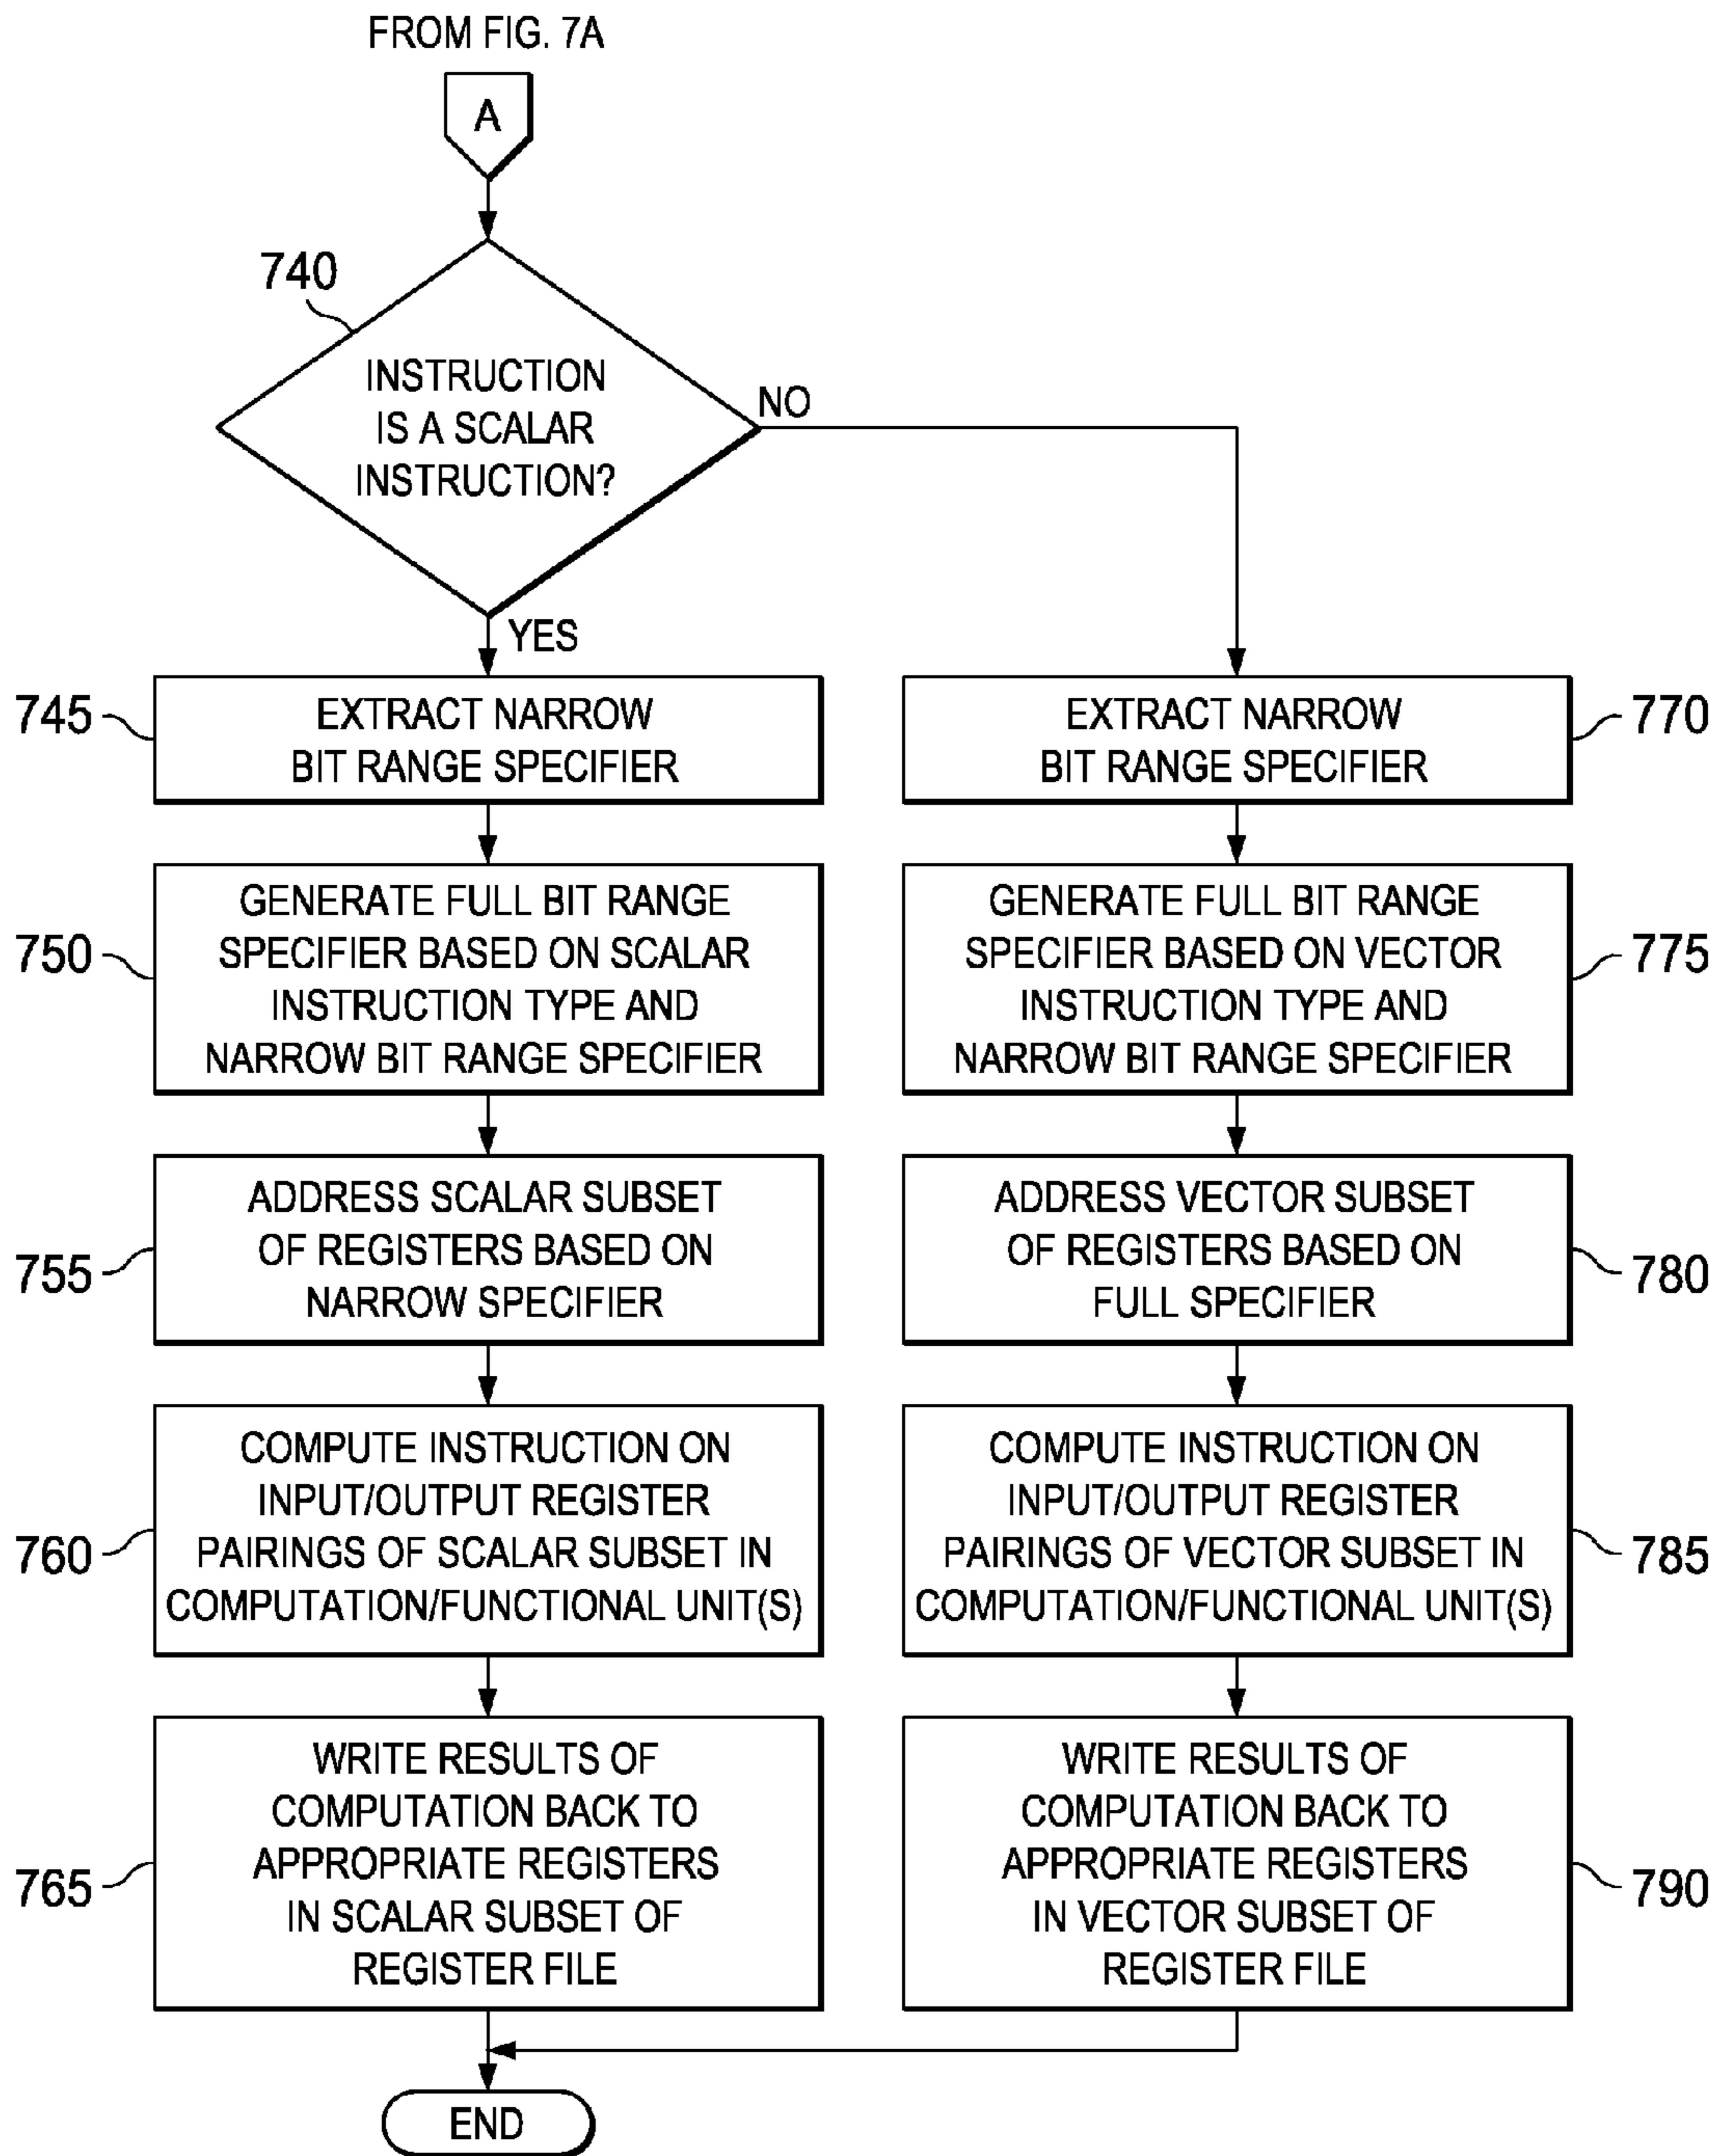 FROM FIG. 7A
A
740
INSTRUCTION
IS A SCALAR
INSTRUCTION?
NO
YES
745
EXTRACT NARROW
BIT RANGE SPECIFIER
750
GENERATE FULL BIT RANGE
SPECIFIER BASED ON SCALAR
INSTRUCTION TYPE AND
NARROW BIT RANGE SPECIFIER
755
ADDRESS SCALAR SUBSET
OF REGISTERS BASED ON
NARROW SPECIFIER
760
COMPUTE INSTRUCTION ON
INPUT/OUTPUT REGISTER
PAIRINGS OF SCALAR SUBSET IN
COMPUTATION/FUNCTIONAL UNIT(S)
765
WRITE RESULTS OF
COMPUTATION BACK TO
APPROPRIATE REGISTERS
IN SCALAR SUBSET OF
REGISTER FILE
EXTRACT NARROW
BIT RANGE SPECIFIER
770
GENERATE FULL BIT RANGE
SPECIFIER BASED ON VECTOR
INSTRUCTION TYPE AND
NARROW BIT RANGE SPECIFIER
775
ADDRESS VECTOR SUBSET
OF REGISTERS BASED ON
FULL SPECIFIER
780
COMPUTE INSTRUCTION ON
INPUT/OUTPUT REGISTER
PAIRINGS OF VECTOR SUBSET IN
COMPUTATION/FUNCTIONAL UNIT(S)
785
WRITE RESULTS OF
COMPUTATION BACK TO
APPROPRIATE REGISTERS
IN VECTOR SUBSET OF
REGISTER FILE
790
END